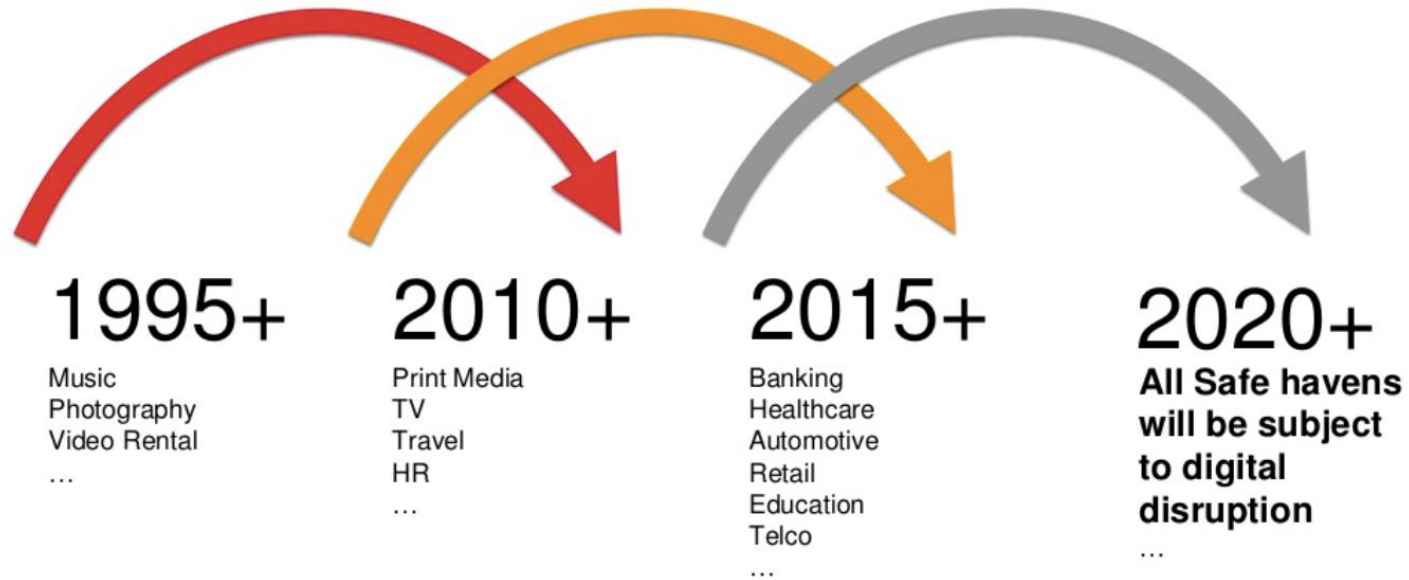 1995+
Music
Photography
Video Rental
…
2010+
Print Media
TV
Travel
HR
…
2015+
Banking
Healthcare
Automotive
Retail
Education
Telco
…
2020+
All Safe havens
will be subject
to digital
disruption
…